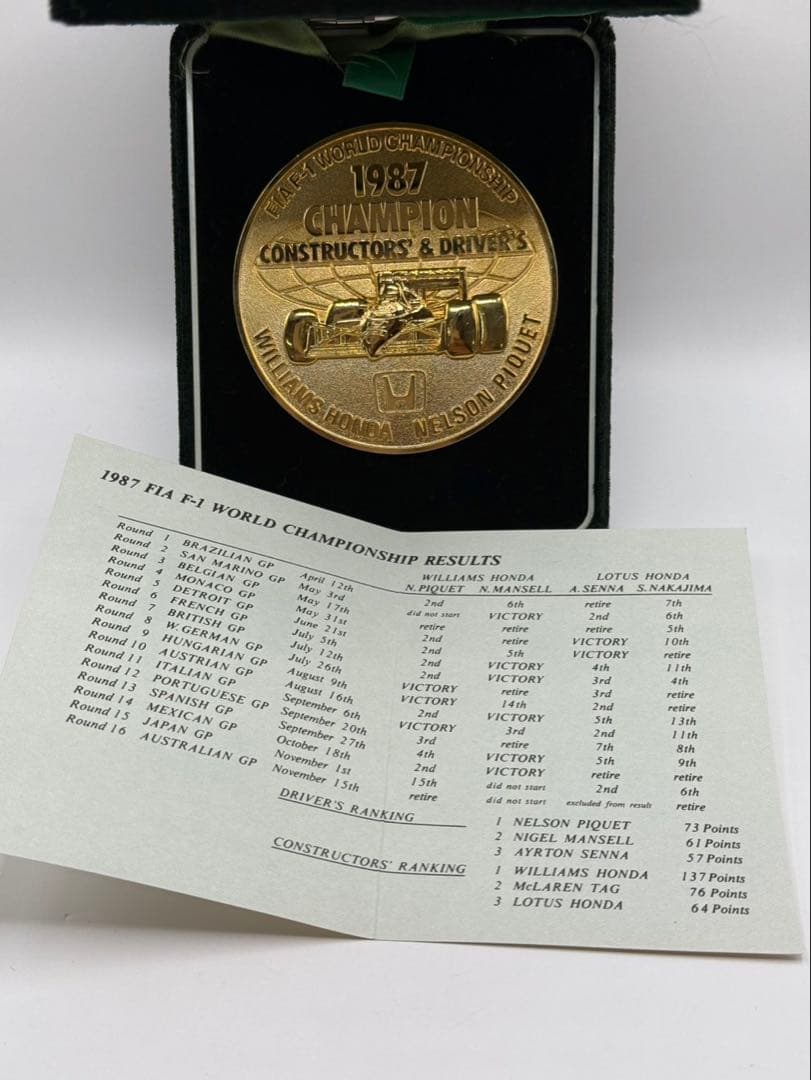 FIA F-1 WORLD CHAMPIONSHIP
1987
CHAMPION
CONSTRUCTORS' & DRIVER'S
WILLIAMS HONDA NELSON PIQUET
1987 FIA F-1 WORLD CHAMPIONSHIP RESULTS
WILLIAMS HONDA LOTUS HONDA
N. PIQUET N. MANSELL A. SENNA S. NAKAJIMA
Round 1 BRAZILIAN GP April 12th 2nd 6th retire 7th
Round 2 SAN MARINO GP May 3rd did not start VICTORY 2nd 6th
Round 3 BELGIAN GP May 17th retire retire retire 5th
Round 4 MONACO GP May 31st 2nd retire VICTORY 10th
Round 5 DETROIT GP June 21st 2nd 5th VICTORY retire
Round 6 FRENCH GP July 5th 2nd VICTORY 4th 11th
Round 7 BRITISH GP July 12th 2nd VICTORY 3rd 4th
Round 8 W. GERMAN GP July 26th VICTORY retire 3rd retire
Round 9 HUNGARIAN GP August 9th VICTORY 14th 2nd retire
Round 10 AUSTRIAN GP August 16th 2nd VICTORY 5th 13th
Round 11 ITALIAN GP September 6th VICTORY 3rd 2nd 11th
Round 12 PORTUGUESE GP September 20th 3rd retire 7th 8th
Round 13 SPANISH GP September 27th 4th VICTORY 5th 9th
Round 14 MEXICAN GP October 18th 2nd VICTORY retire retire
Round 15 JAPAN GP November 1st 15th did not start 2nd 6th
Round 16 AUSTRALIAN GP November 15th retire did not start excluded from result retire
DRIVER'S RANKING 1 NELSON PIQUET 73 Points
2 NIGEL MANSELL 61 Points
3 AYRTON SENNA 57 Points
CONSTRUCTORS' RANKING 1 WILLIAMS HONDA 137 Points
2 McLAREN TAG 76 Points
3 LOTUS HONDA 64 Points